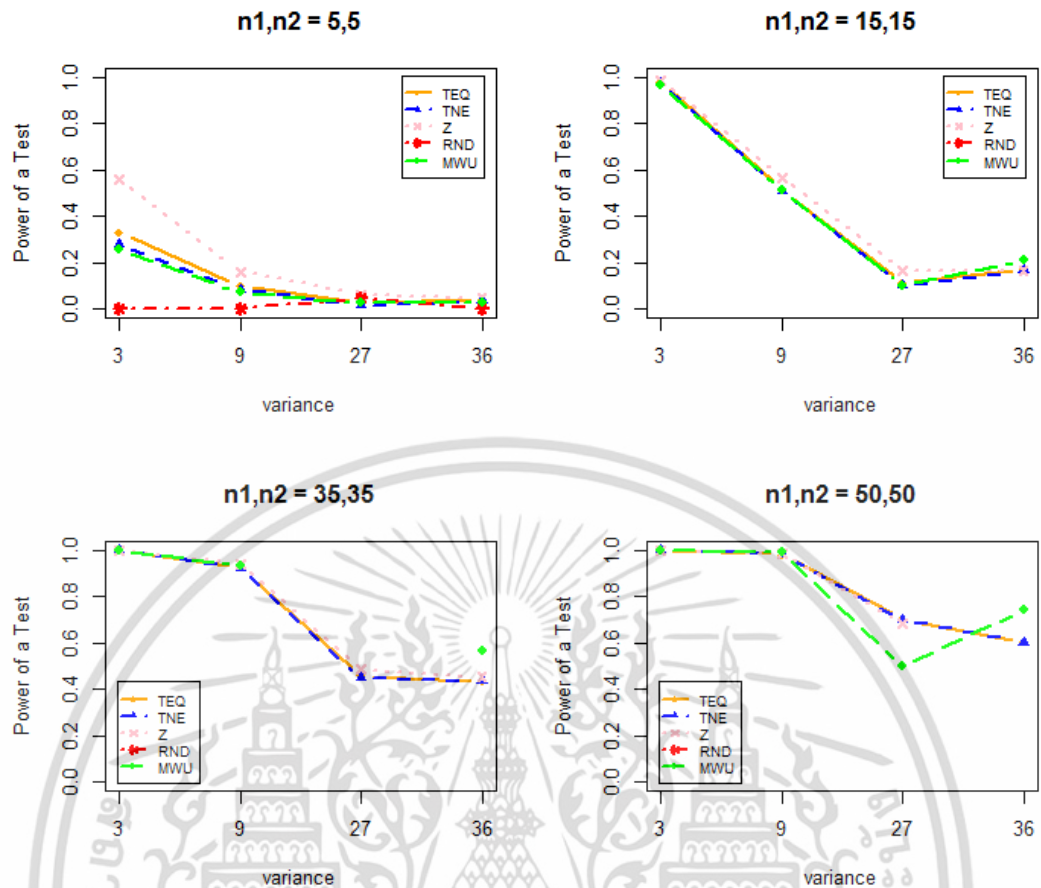 n1,n2 = 5,5
Power of a Test
1.0
0.8
0.6
0.4
0.2
0.0
TEQ
TNE
Z
RND
MWU
3 9 27 36
variance
n1,n2 = 15,15
Power of a Test
1.0
0.8
0.6
0.4
0.2
0.0
TEQ
TNE
Z
RND
MWU
3 9 27 36
variance
n1,n2 = 35,35
Power of a Test
1.0
0.8
0.6
0.4
0.2
0.0
TEQ
TNE
Z
RND
MWU
3 9 27 36
variance
n1,n2 = 50,50
Power of a Test
1.0
0.8
0.6
0.4
0.2
0.0
TEQ
TNE
Z
RND
MWU
3 9 27 36
variance